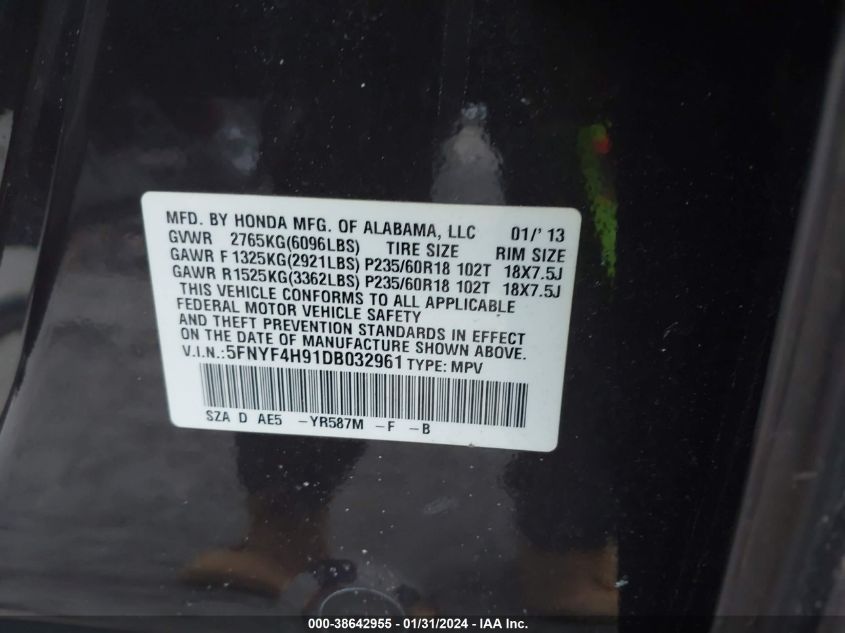 MFD. BY HONDA MFG. OF ALABAMA, LLC 01/'13
GVWR 2765KG(6096LBS) TIRE SIZE RIM SIZE
GAWR F 1325KG(2921LBS) P235/60R18 102T 18X7.5J
GAWR R1525KG(3362LBS) P235/60R18 102T 18X7.5J
THIS VEHICLE CONFORMS TO ALL APPLICABLE
FEDERAL MOTOR VEHICLE SAFETY
AND THEFT PREVENTION STANDARDS IN EFFECT
ON THE DATE OF MANUFACTURE SHOWN ABOVE.
V.I.N.:5FNYF4H91DB032961 TYPE: MPV
SZA D AE5 -YR587M -F -B
000-38642955 - 01/31/2024 - IAA Inc.